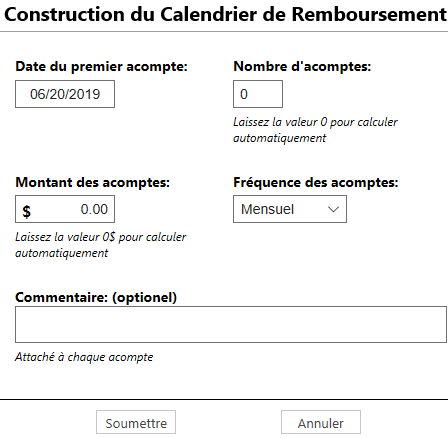 Construction du Calendrier de Remboursement
Date du premier acompte: Nombre d'acomptes:
06/20/2019 0
Laissez la valeur 0 pour calculer
automatiquement
Montant des acomptes: Fréquence des acomptes:
$ 0.00 Mensuel
Laissez la valeur 0$ pour calculer
automatiquement
Commentaire: (optionel)
Attaché à chaque acompte
Soumettre Annuler